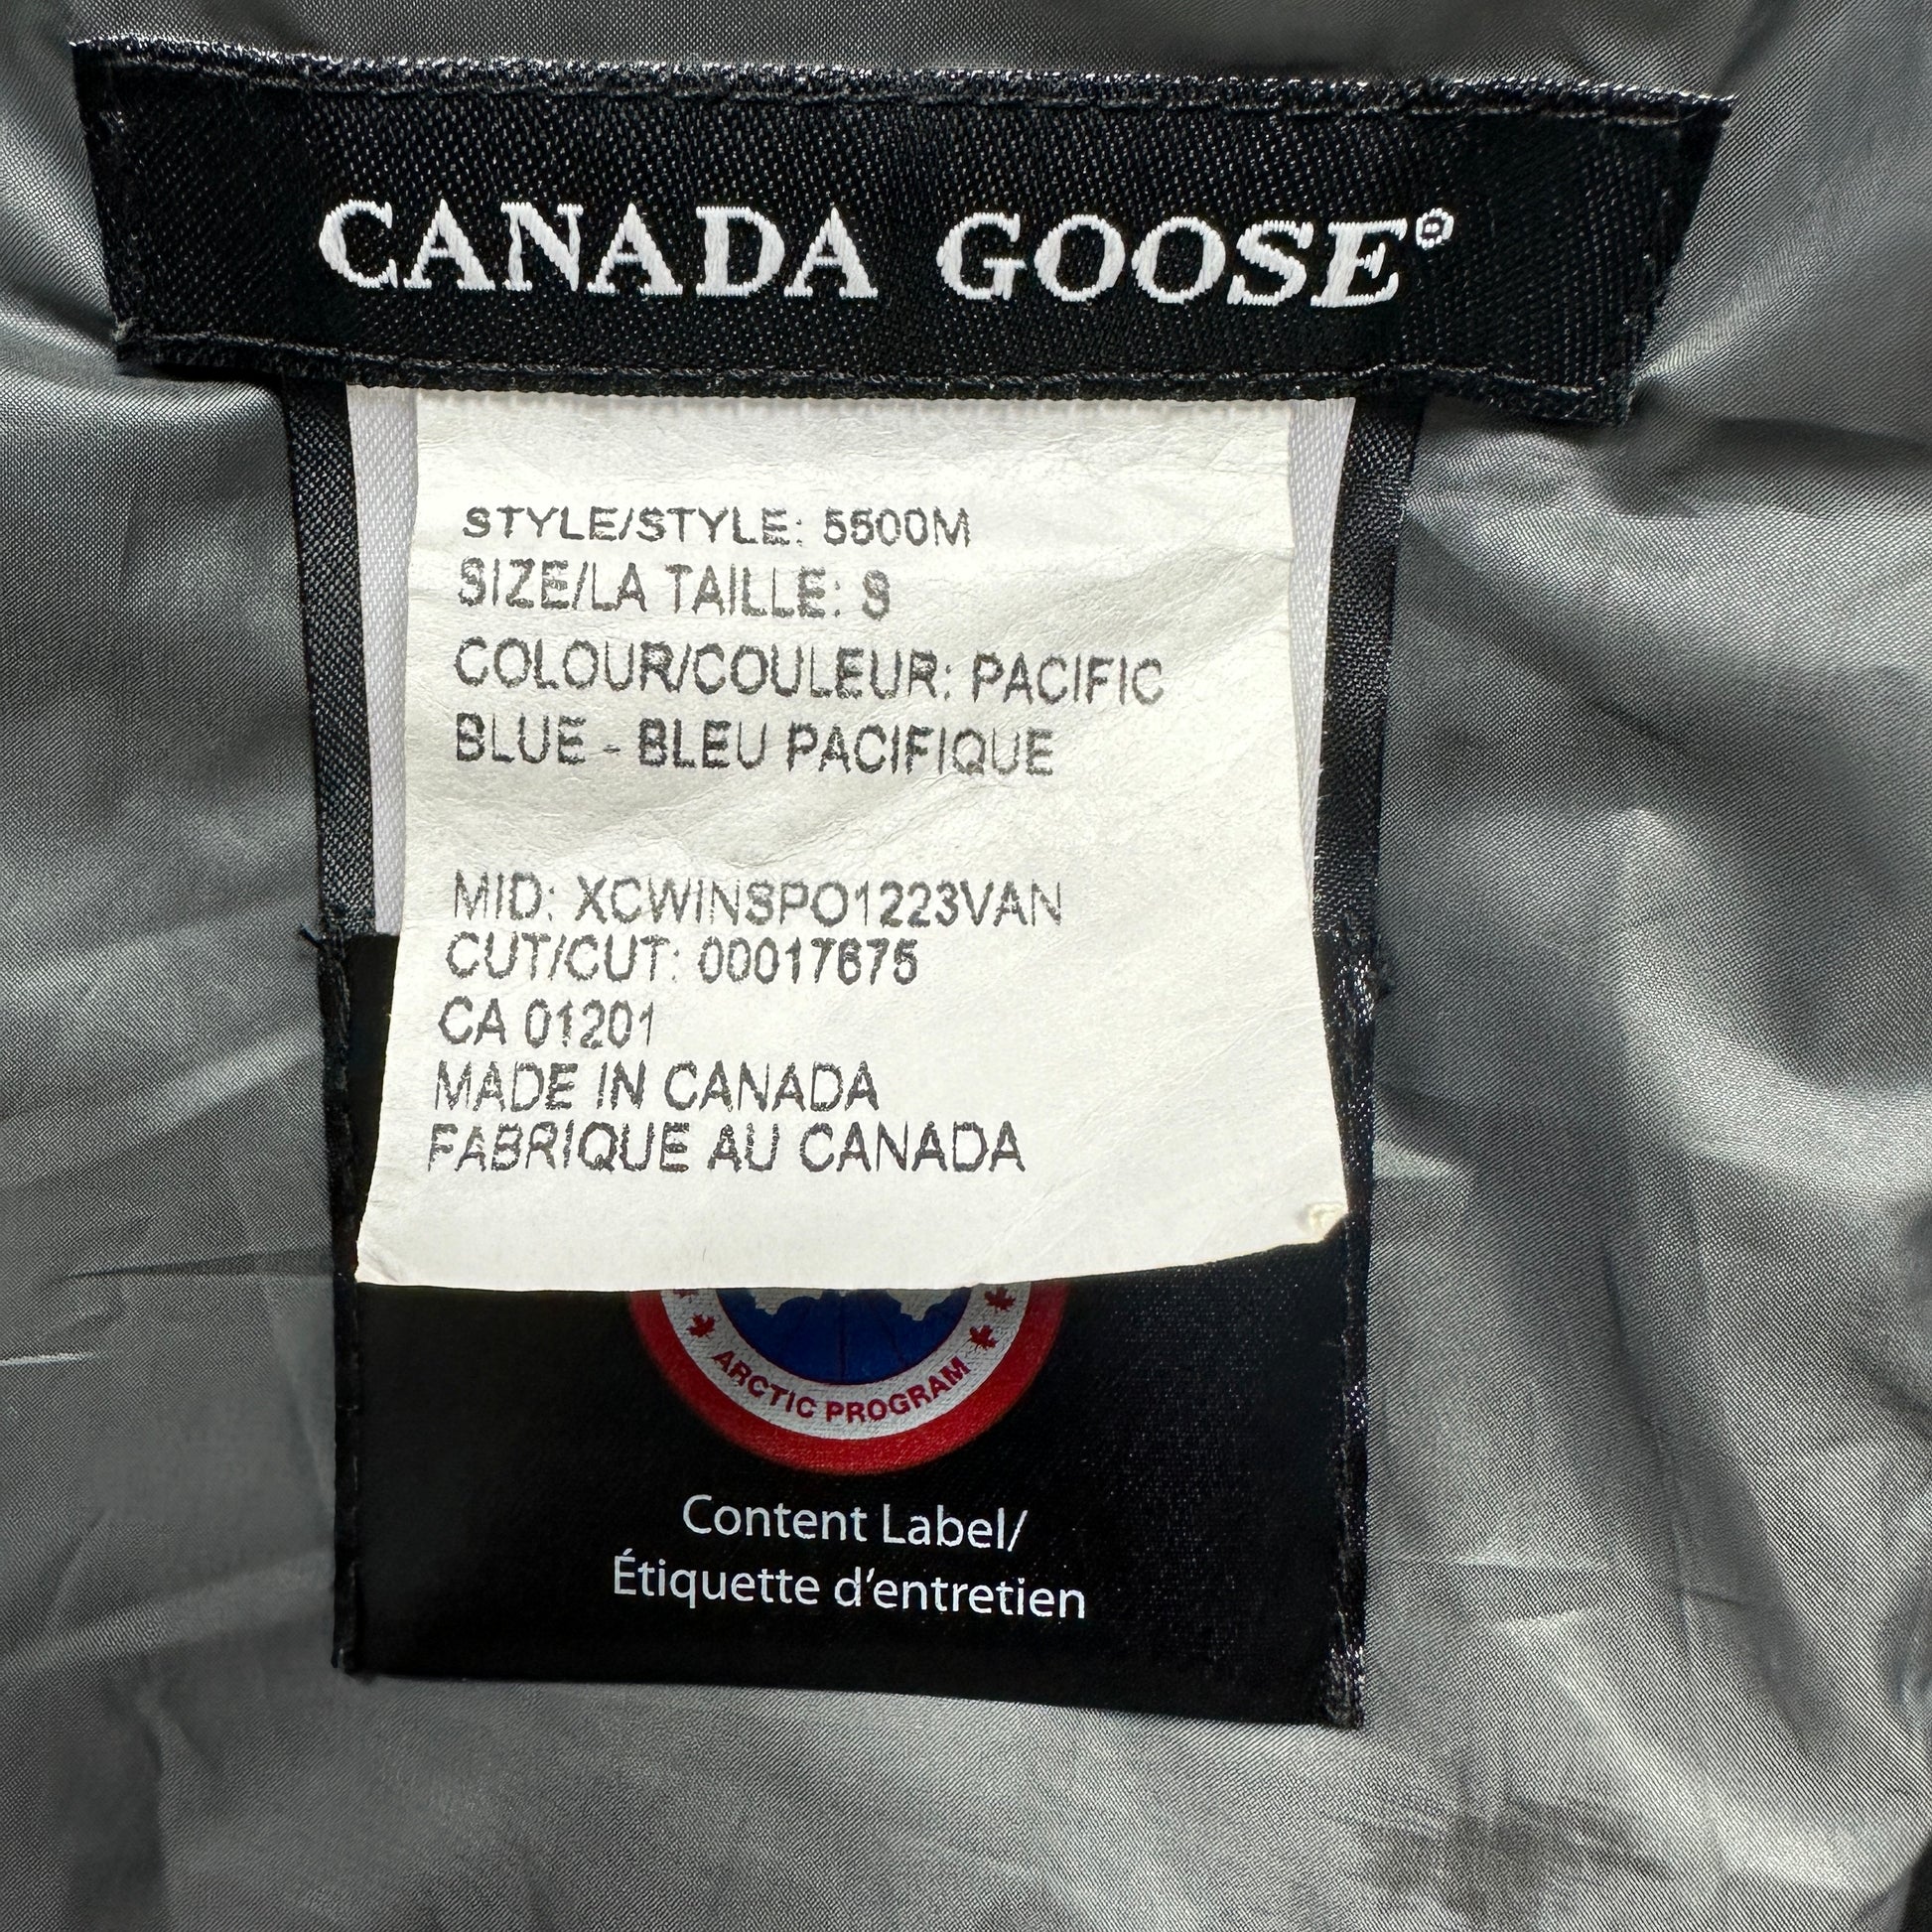 CANADA GOOSE®
STYLE/STYLE: 5500M
SIZE/LA TAILLE: S
COLOUR/COULEUR: PACIFIC
BLUE - BLEU PACIFIQUE
MID: XCWINSPO1223VAN
CUT/CUT: 00017675
CA 01201
MADE IN CANADA
FABRIQUE AU CANADA
ARCTIC PROGRAM
Content Label/
Étiquette d'entretien